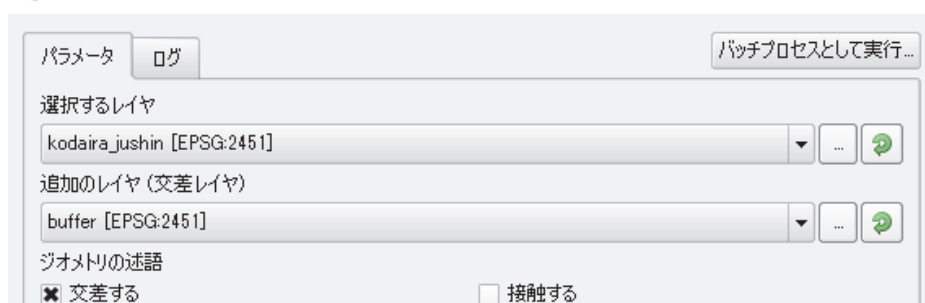 パラメータ ログ バッチプロセスとして実行...
選択するレイヤ
kodaira_jushin [EPSG:2451] ...
追加のレイヤ (交差レイヤ)
buffer [EPSG:2451] ...
ジオメトリの述語
交差する 接触する